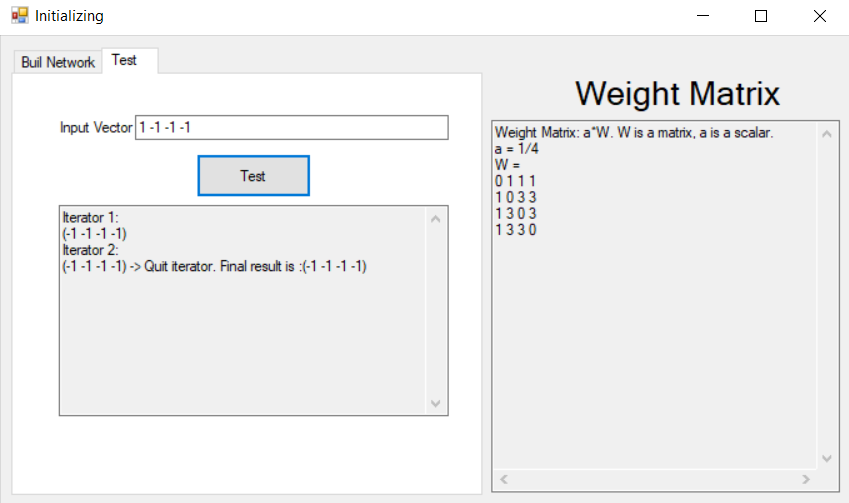 Initializing
Buil Network
Test
Input Vector
1 -1 -1 -1
Test
Iterator 1:
(-1 -1 -1 -1)
Iterator 2:
(-1 -1 -1 -1) -> Quit iterator. Final result is :(-1 -1 -1 -1)
Weight Matrix
Weight Matrix: a*W. W is a matrix, a is a scalar.
a = 1/4
W =
0 1 1 1
1 0 3 3
1 3 0 3
1 3 3 0